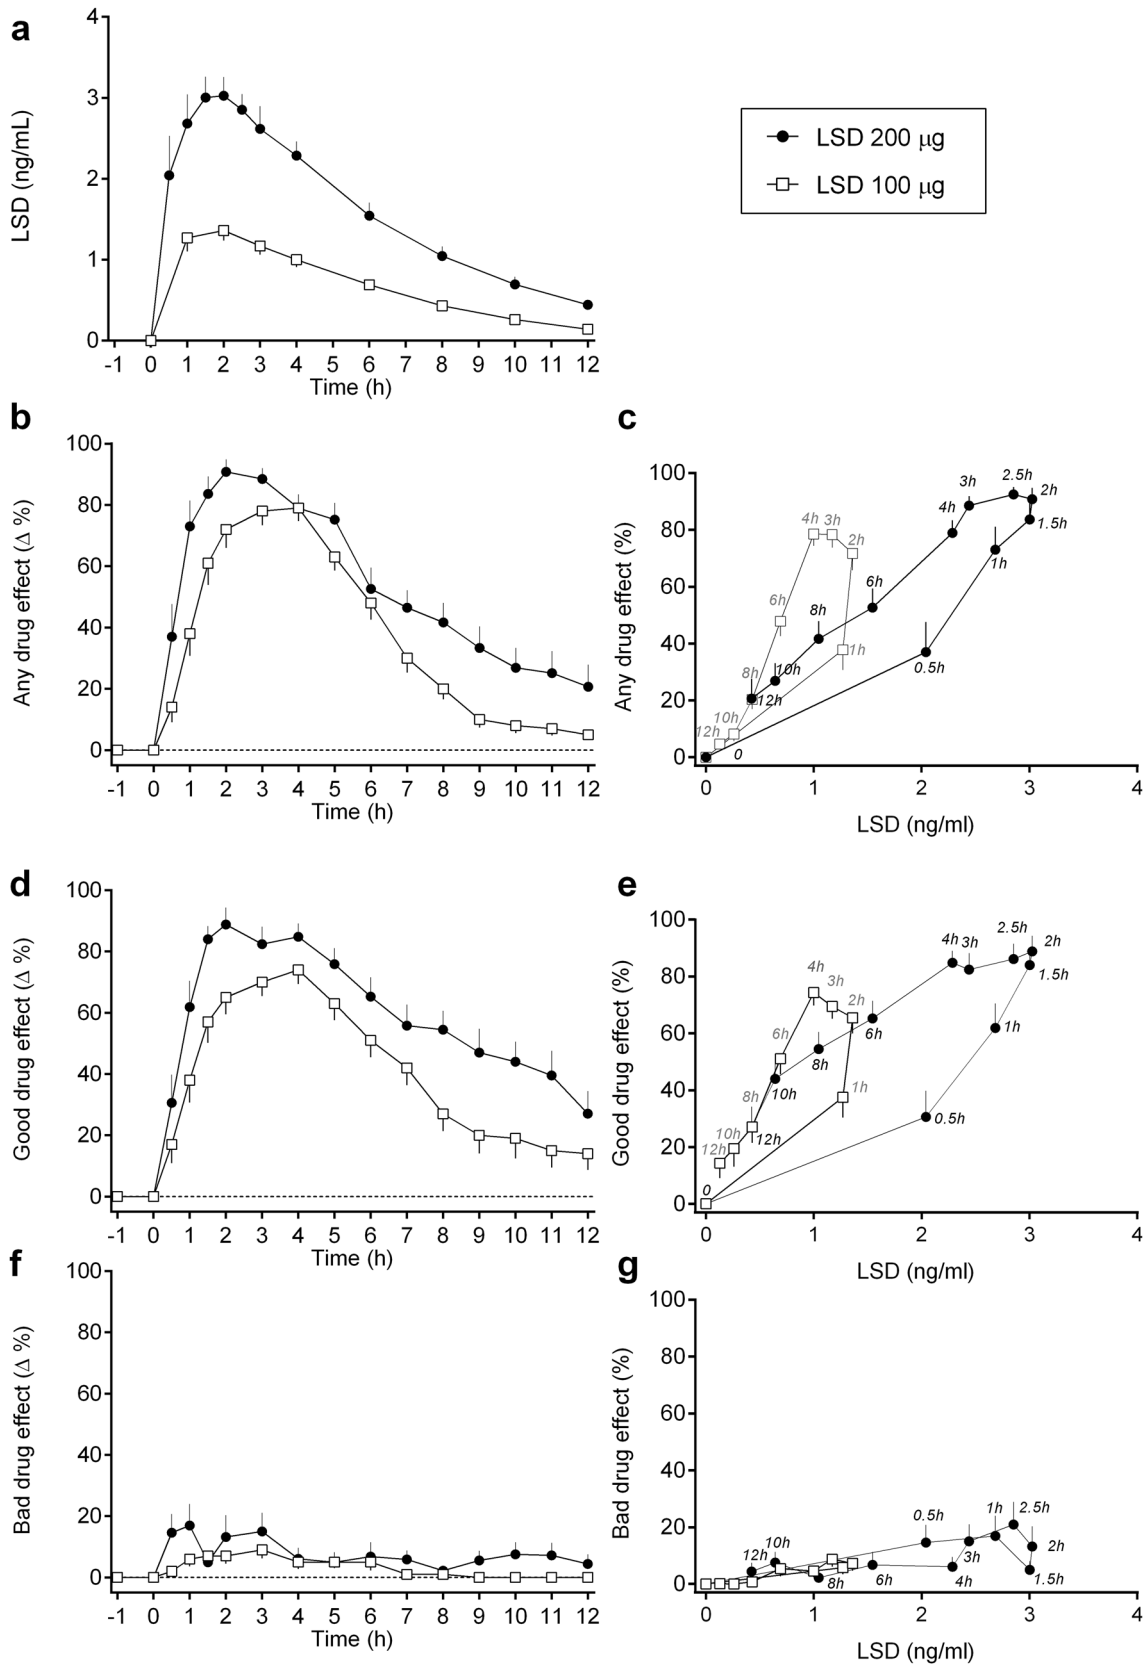 a
4
3
2
1
0
LSD (ng/mL)
-1 0 1 2 3 4 5 6 7 8 9 10 11 12
Time (h)
LSD 200 μg
LSD 100 μg
b
100
80
60
40
20
0
Any drug effect (Δ %)
-1 0 1 2 3 4 5 6 7 8 9 10 11 12
Time (h)
c
100
80
60
40
20
0
Any drug effect (%)
2.5h
3h
2h
4h
1.5h
1h
6h
8h
10h
0.5h
12h
0
4h 3h
2h
6h
1h
8h
10h
12h
0 1 2 3 4
LSD (ng/ml)
d
100
80
60
40
20
0
Good drug effect (Δ %)
-1 0 1 2 3 4 5 6 7 8 9 10 11 12
Time (h)
e
100
80
60
40
20
0
Good drug effect (%)
2.5h
4h 3h
2h
1.5h
6h
1h
8h
10h
0.5h
12h
0
4h
3h
2h
6h
1h
8h
10h
12h
0 1 2 3 4
LSD (ng/ml)
f
100
80
60
40
20
0
Bad drug effect (Δ %)
-1 0 1 2 3 4 5 6 7 8 9 10 11 12
Time (h)
g
100
80
60
40
20
0
Bad drug effect (%)
1h 2.5h
0.5h
10h
12h
3h
2h
8h
6h
4h
1.5h
0 1 2 3 4
LSD (ng/ml)